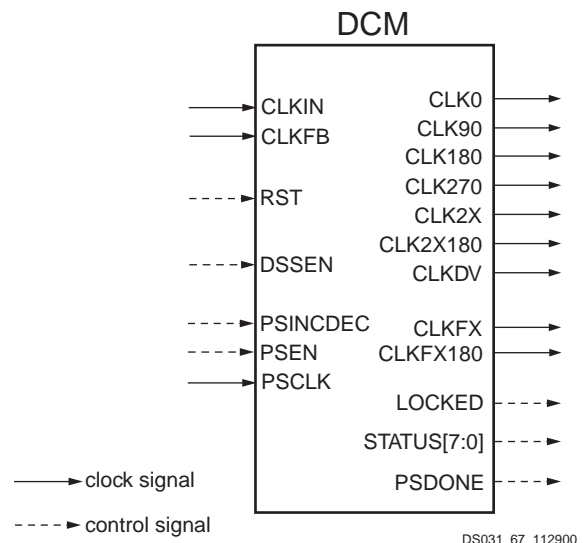 DCM
CLKIN
CLKFB
RST
DSSEN
PSINCDEC
PSEN
PSCLK
CLK0
CLK90
CLK180
CLK270
CLK2X
CLK2X180
CLKDV
CLKFX
CLKFX180
LOCKED
STATUS[7:0]
PSDONE
clock signal
control signal
DS031_67_112900